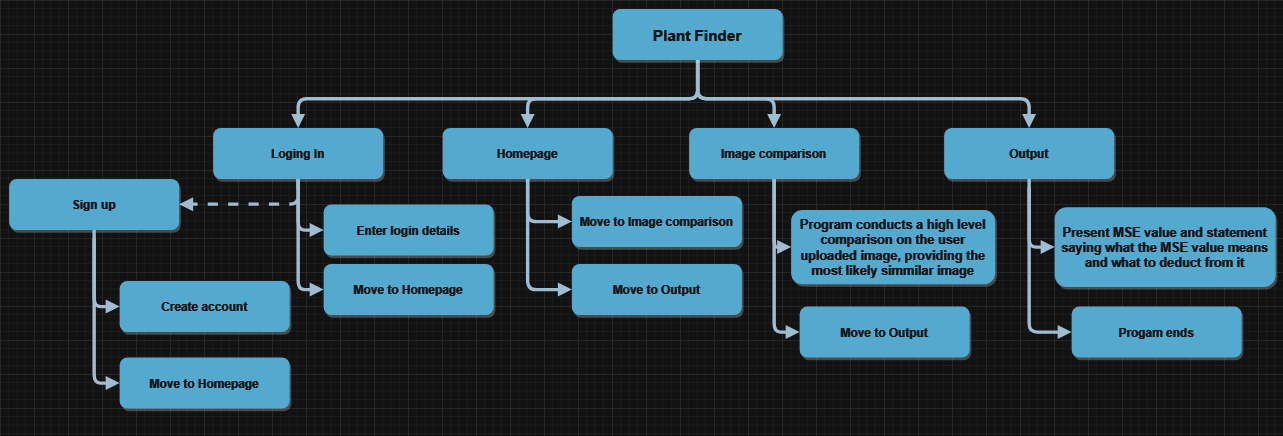 Plant Finder
Loging In
Homepage
Image comparison
Output
Sign up
Enter login details
Move to Homepage
Create account
Move to Homepage
Move to Image comparison
Move to Output
Program conducts a high level
comparison on the user
uploaded image, providing the
most likely simmilar image
Move to Output
Present MSE value and statement
saying what the MSE value means
and what to deduct from it
Progam ends